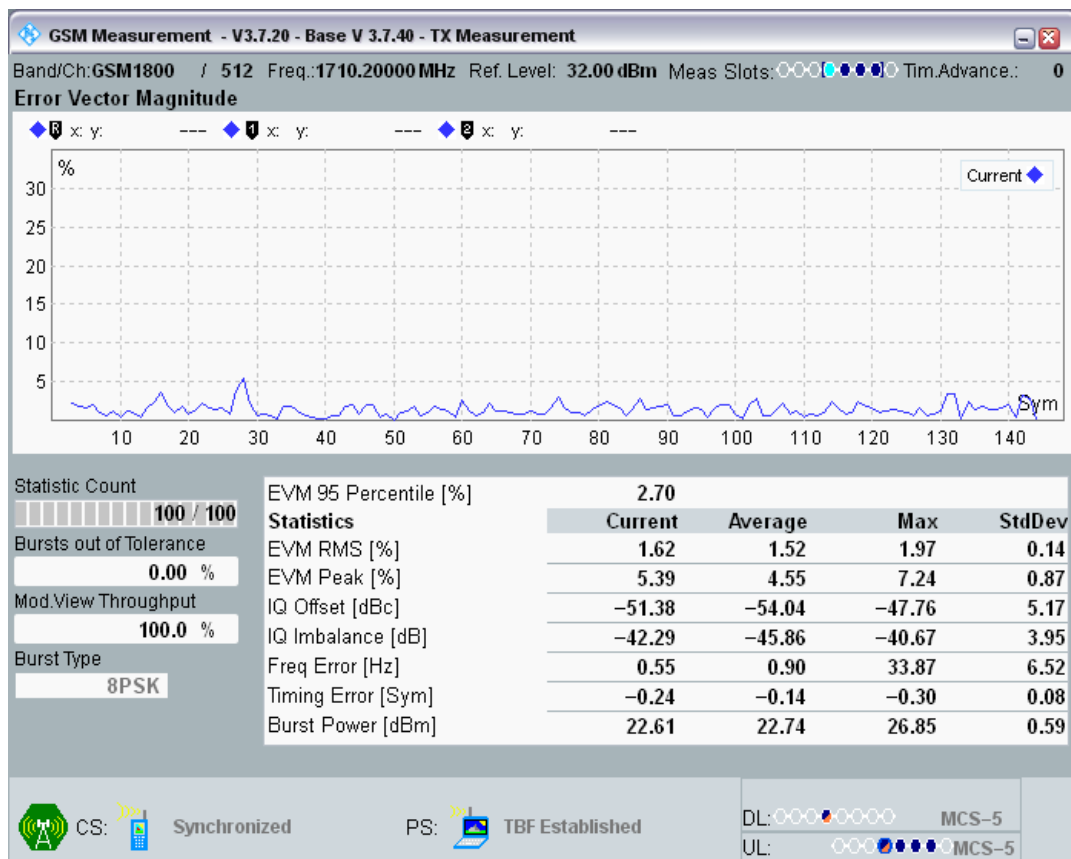 GSM Measurement - V3.7.20 - Base V 3.7.40 - TX Measurement
Band/Ch:GSM1800 / 512 Freq.:1710.20000 MHz Ref. Level: 32.00 dBm Meas Slots: Tim.Advance.: 0
Error Vector Magnitude
R x: y: --- 1 x: y: --- 2 x: y: ---
%
Current
30
25
20
15
10
5
Sym
10 20 30 40 50 60 70 80 90 100 110 120 130 140
Statistic Count
100 / 100
Bursts out of Tolerance
0.00 %
Mod.View Throughput
100.0 %
Burst Type
8PSK
EVM 95 Percentile [%] 2.70
Statistics Current Average Max StdDev
EVM RMS [%] 1.62 1.52 1.97 0.14
EVM Peak [%] 5.39 4.55 7.24 0.87
IQ Offset [dBc] −51.38 −54.04 −47.76 5.17
IQ Imbalance [dB] −42.29 −45.86 −40.67 3.95
Freq Error [Hz] 0.55 0.90 33.87 6.52
Timing Error [Sym] −0.24 −0.14 −0.30 0.08
Burst Power [dBm] 22.61 22.74 26.85 0.59
CS: Synchronized PS: TBF Established
DL: MCS−5
UL: MCS−5